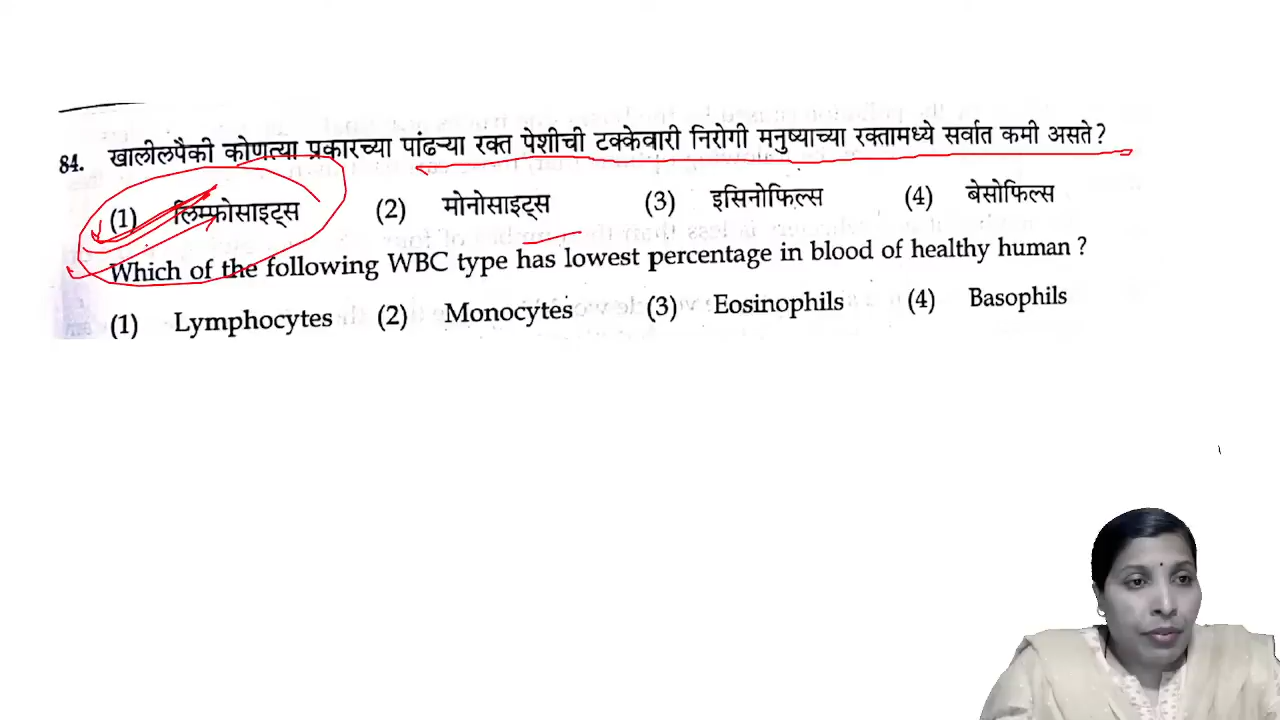 84. खालीलपैकी कोणत्या प्रकारच्या पांढऱ्या रक्त पेशीची टक्केवारी निरोगी मनुष्याच्या रक्तामध्ये सर्वात कमी असते ?
(1) लिम्फोसाइट्स (2) मोनोसाइट्स (3) इसिनोफिल्स (4) बेसोफिल्स
Which of the following WBC type has lowest percentage in blood of healthy human ?
(1) Lymphocytes (2) Monocytes (3) Eosinophils (4) Basophils